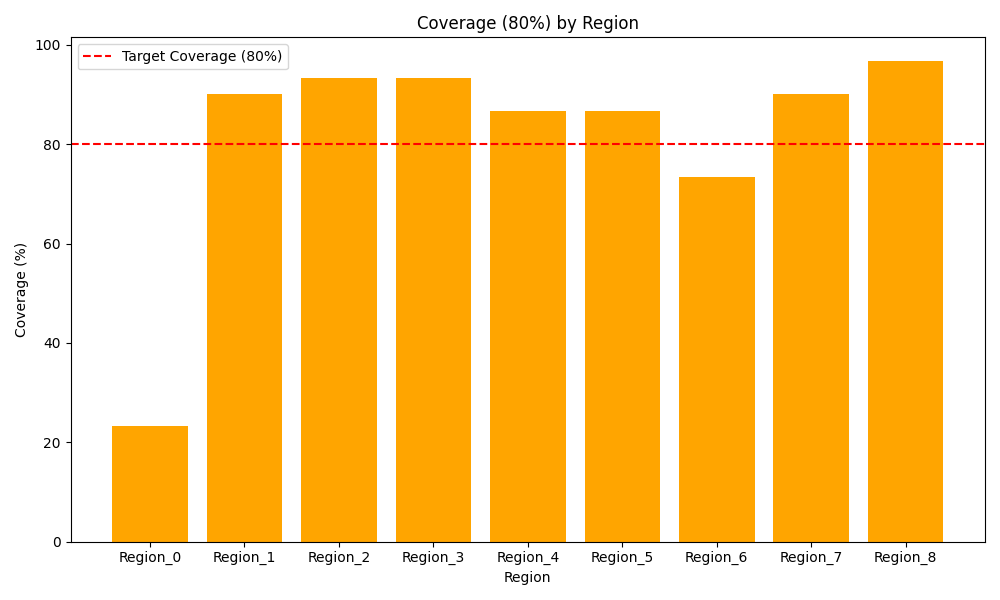 Coverage (80%) by Region
Target Coverage (80%)
100
80
60
40
20
0
Coverage (%)
Region_0 Region_1 Region_2 Region_3 Region_4 Region_5 Region_6 Region_7 Region_8
Region